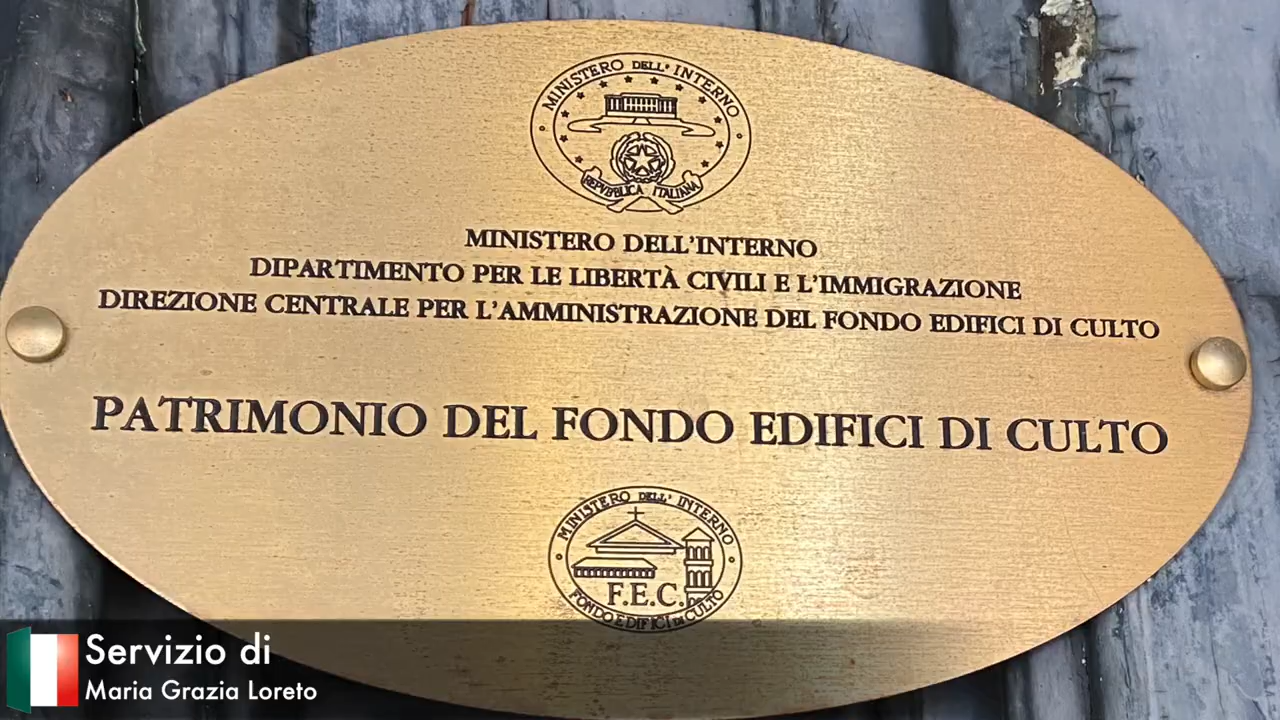 MINISTERO DELL'INTERNO
REPVBBLICA ITALIANA
MINISTERO DELL'INTERNO
DIPARTIMENTO PER LE LIBERTÀ CIVILI E L'IMMIGRAZIONE
DIREZIONE CENTRALE PER L'AMMINISTRAZIONE DEL FONDO EDIFICI DI CULTO
PATRIMONIO DEL FONDO EDIFICI DI CULTO
MINISTERO DELL' INTERNO
F.E.C.
FONDO EDIFICI DI CULTO
Servizio di
Maria Grazia Loreto